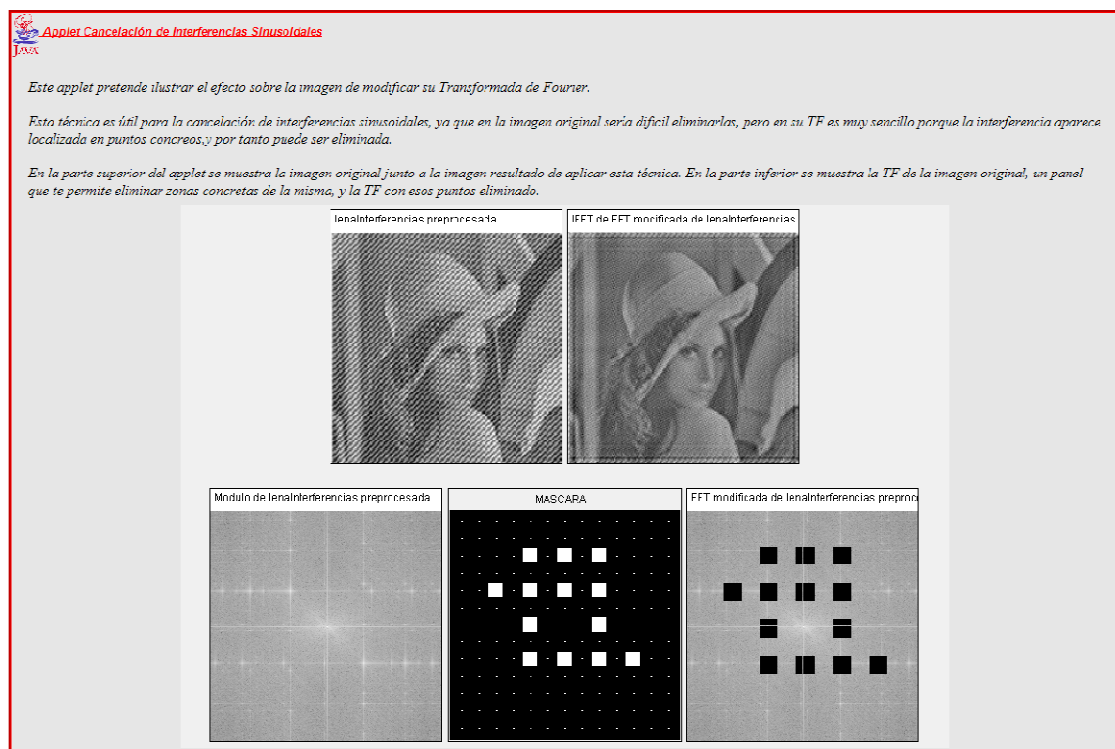 Applet Cancelación de Interferencias Sinusoidales
JAVA
Este applet pretende ilustrar el efecto sobre la imagen de modificar su Transformada de Fourier.
Esta técnica es útil para la cancelación de interferencias sinusoidales, ya que en la imagen original sería difícil eliminarlas, pero en su TF es muy sencillo porque la interferencia aparece
localizada en puntos concreos,y por tanto puede ser eliminada.
En la parte superior del applet se muestra la imagen original junto a la imagen resultado de aplicar esta técnica. En la parte inferior se muestra la TF de la imagen original, un panel
que te permite eliminar zonas concretas de la misma, y la TF con esos puntos eliminado.
lenaInterferencias preprocesada
IFFT de FFT modificada de lenaInterferencias
Modulo de lenaInterferencias preprocesada
MASCARA
FFT modificada de lenaInterferencias preproc